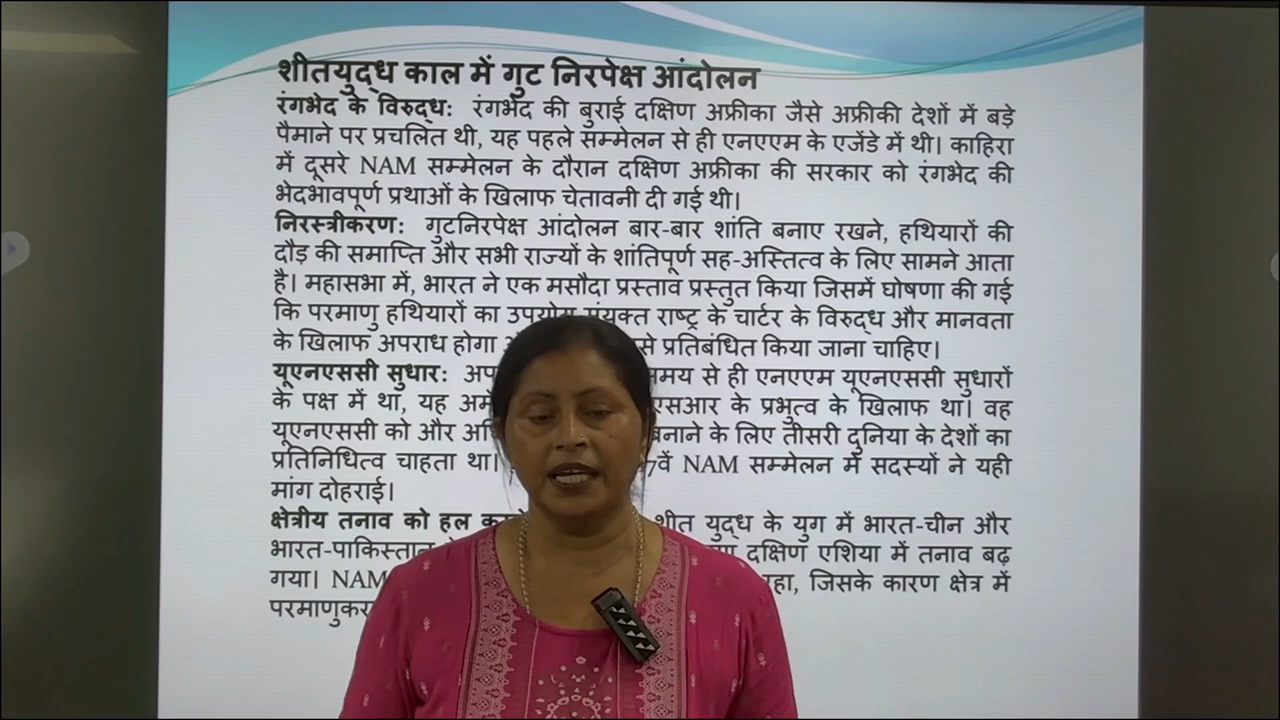 शीतयुद्ध काल में गुट निरपेक्ष आंदोलन
रंगभेद के विरुद्ध: रंगभेद की बुराई दक्षिण अफ्रीका जैसे अफ्रीकी देशों में बड़े
पैमाने पर प्रचलित थी, यह पहले सम्मेलन से ही एनएएम के एजेंडे में थी। काहिरा
में दूसरे NAM सम्मेलन के दौरान दक्षिण अफ्रीका की सरकार को रंगभेद की
भेदभावपूर्ण प्रथाओं के खिलाफ चेतावनी दी गई थी।
निरस्त्रीकरण: गुटनिरपेक्ष आंदोलन बार-बार शांति बनाए रखने, हथियारों की
दौड़ की समाप्ति और सभी राज्यों के शांतिपूर्ण सह-अस्तित्व के लिए सामने आता
है। महासभा में, भारत ने एक मसौदा प्रस्ताव प्रस्तुत किया जिसमें घोषणा की गई
कि परमाणु हथियारों का उपयोग संयुक्त राष्ट्र के चार्टर के विरुद्ध और मानवता
के खिलाफ अपराध होगा से प्रतिबंधित किया जाना चाहिए।
यूएनएससी सुधार: समय से ही एनएएम यूएनएससी सुधारों
के पक्ष में था, यह के प्रभुत्व के खिलाफ था। वह
यूएनएससी को और बनाने के लिए तीसरी दुनिया के देशों का
प्रतिनिधित्व चाहता था। 7वें NAM सम्मेलन में सदस्यों ने यही
मांग दोहराई।
क्षेत्रीय तनाव को हल शीत युद्ध के युग में भारत-चीन और
भारत-पाकिस्तान दक्षिण एशिया में तनाव बढ़
गया। NAM जिसके कारण क्षेत्र में